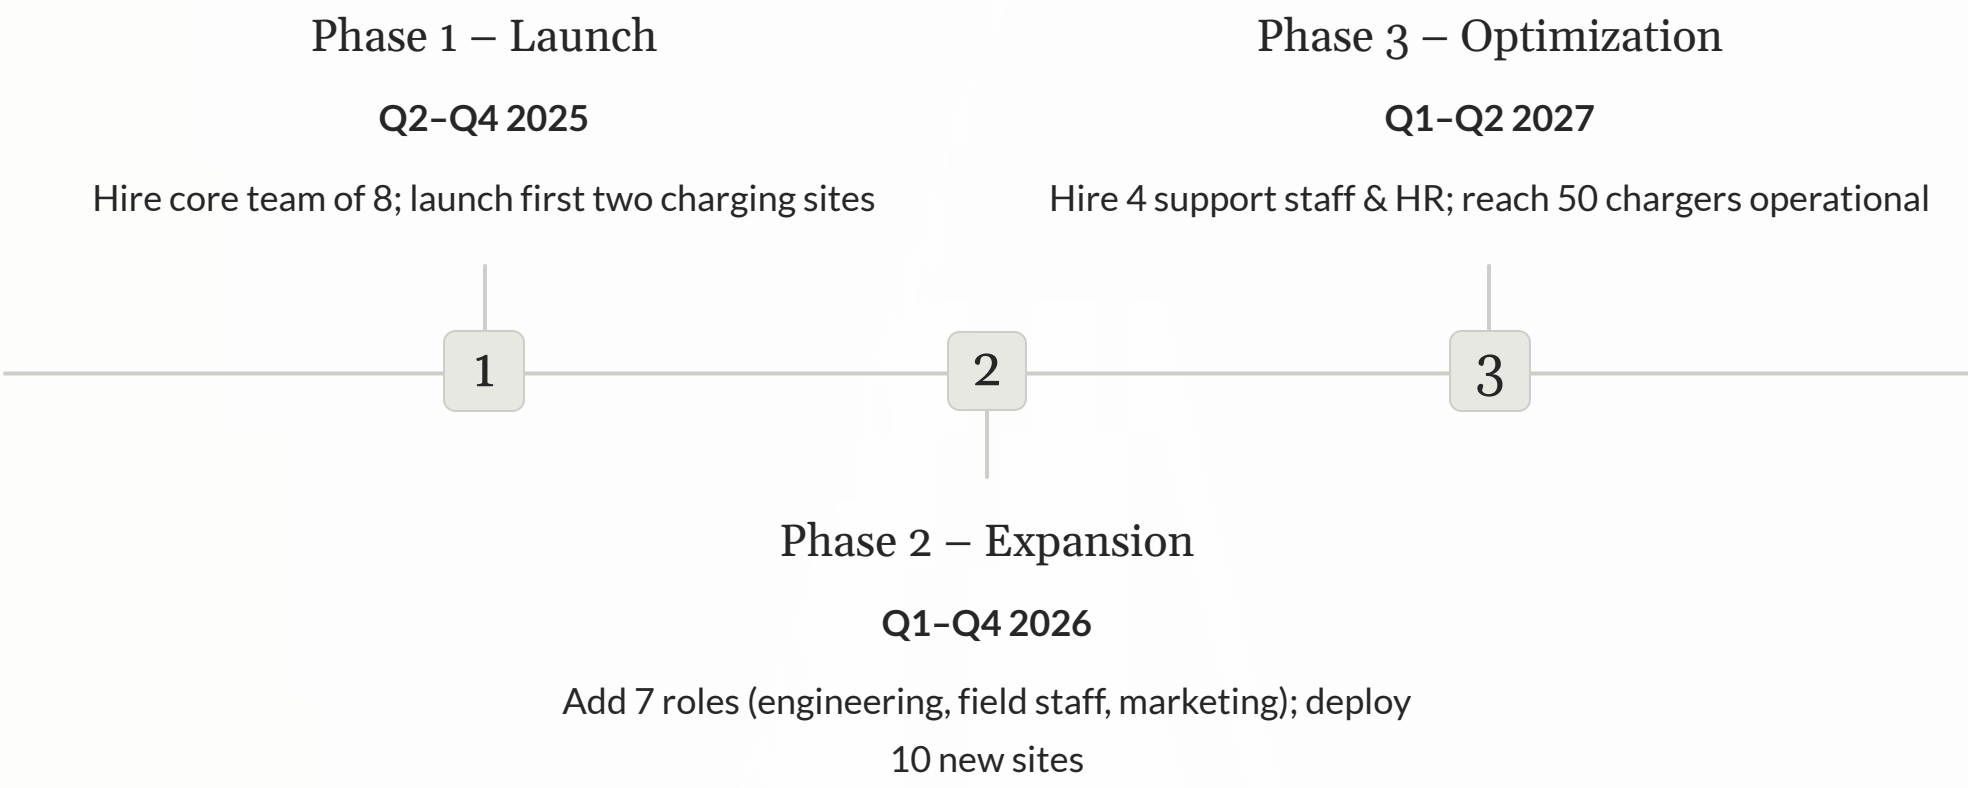 Phase 1 – Launch
Q2–Q4 2025
Hire core team of 8; launch first two charging sites
1
Phase 2 – Expansion
Q1–Q4 2026
Add 7 roles (engineering, field staff, marketing); deploy
10 new sites
2
Phase 3 – Optimization
Q1–Q2 2027
Hire 4 support staff & HR; reach 50 chargers operational
3